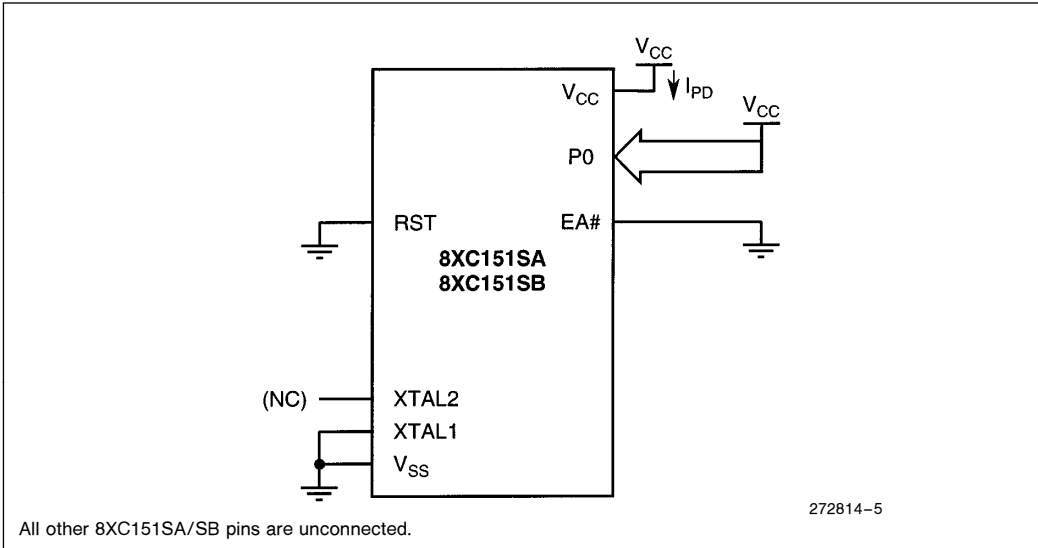 V_CC
V_CC
I_PD
V_CC
P0
RST
EA#
8XC151SA
8XC151SB
(NC)
XTAL2
XTAL1
V_SS
272814–5
All other 8XC151SA/SB pins are unconnected.